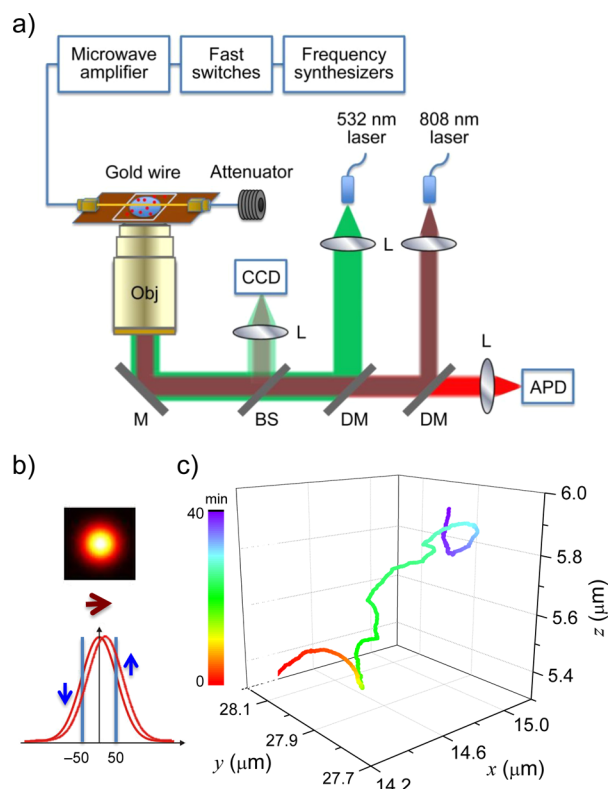 a)
Microwave amplifier
Fast switches
Frequency synthesizers
532 nm laser
808 nm laser
Gold wire
Attenuator
L
CCD
Obj
L
L
APD
M
BS
DM
DM
b)
−50
50
c)
min
40
0
6.0
5.8
5.6
5.4
z (μm)
28.1
27.9
27.7
y (μm)
14.2
14.6
15.0
x (μm)